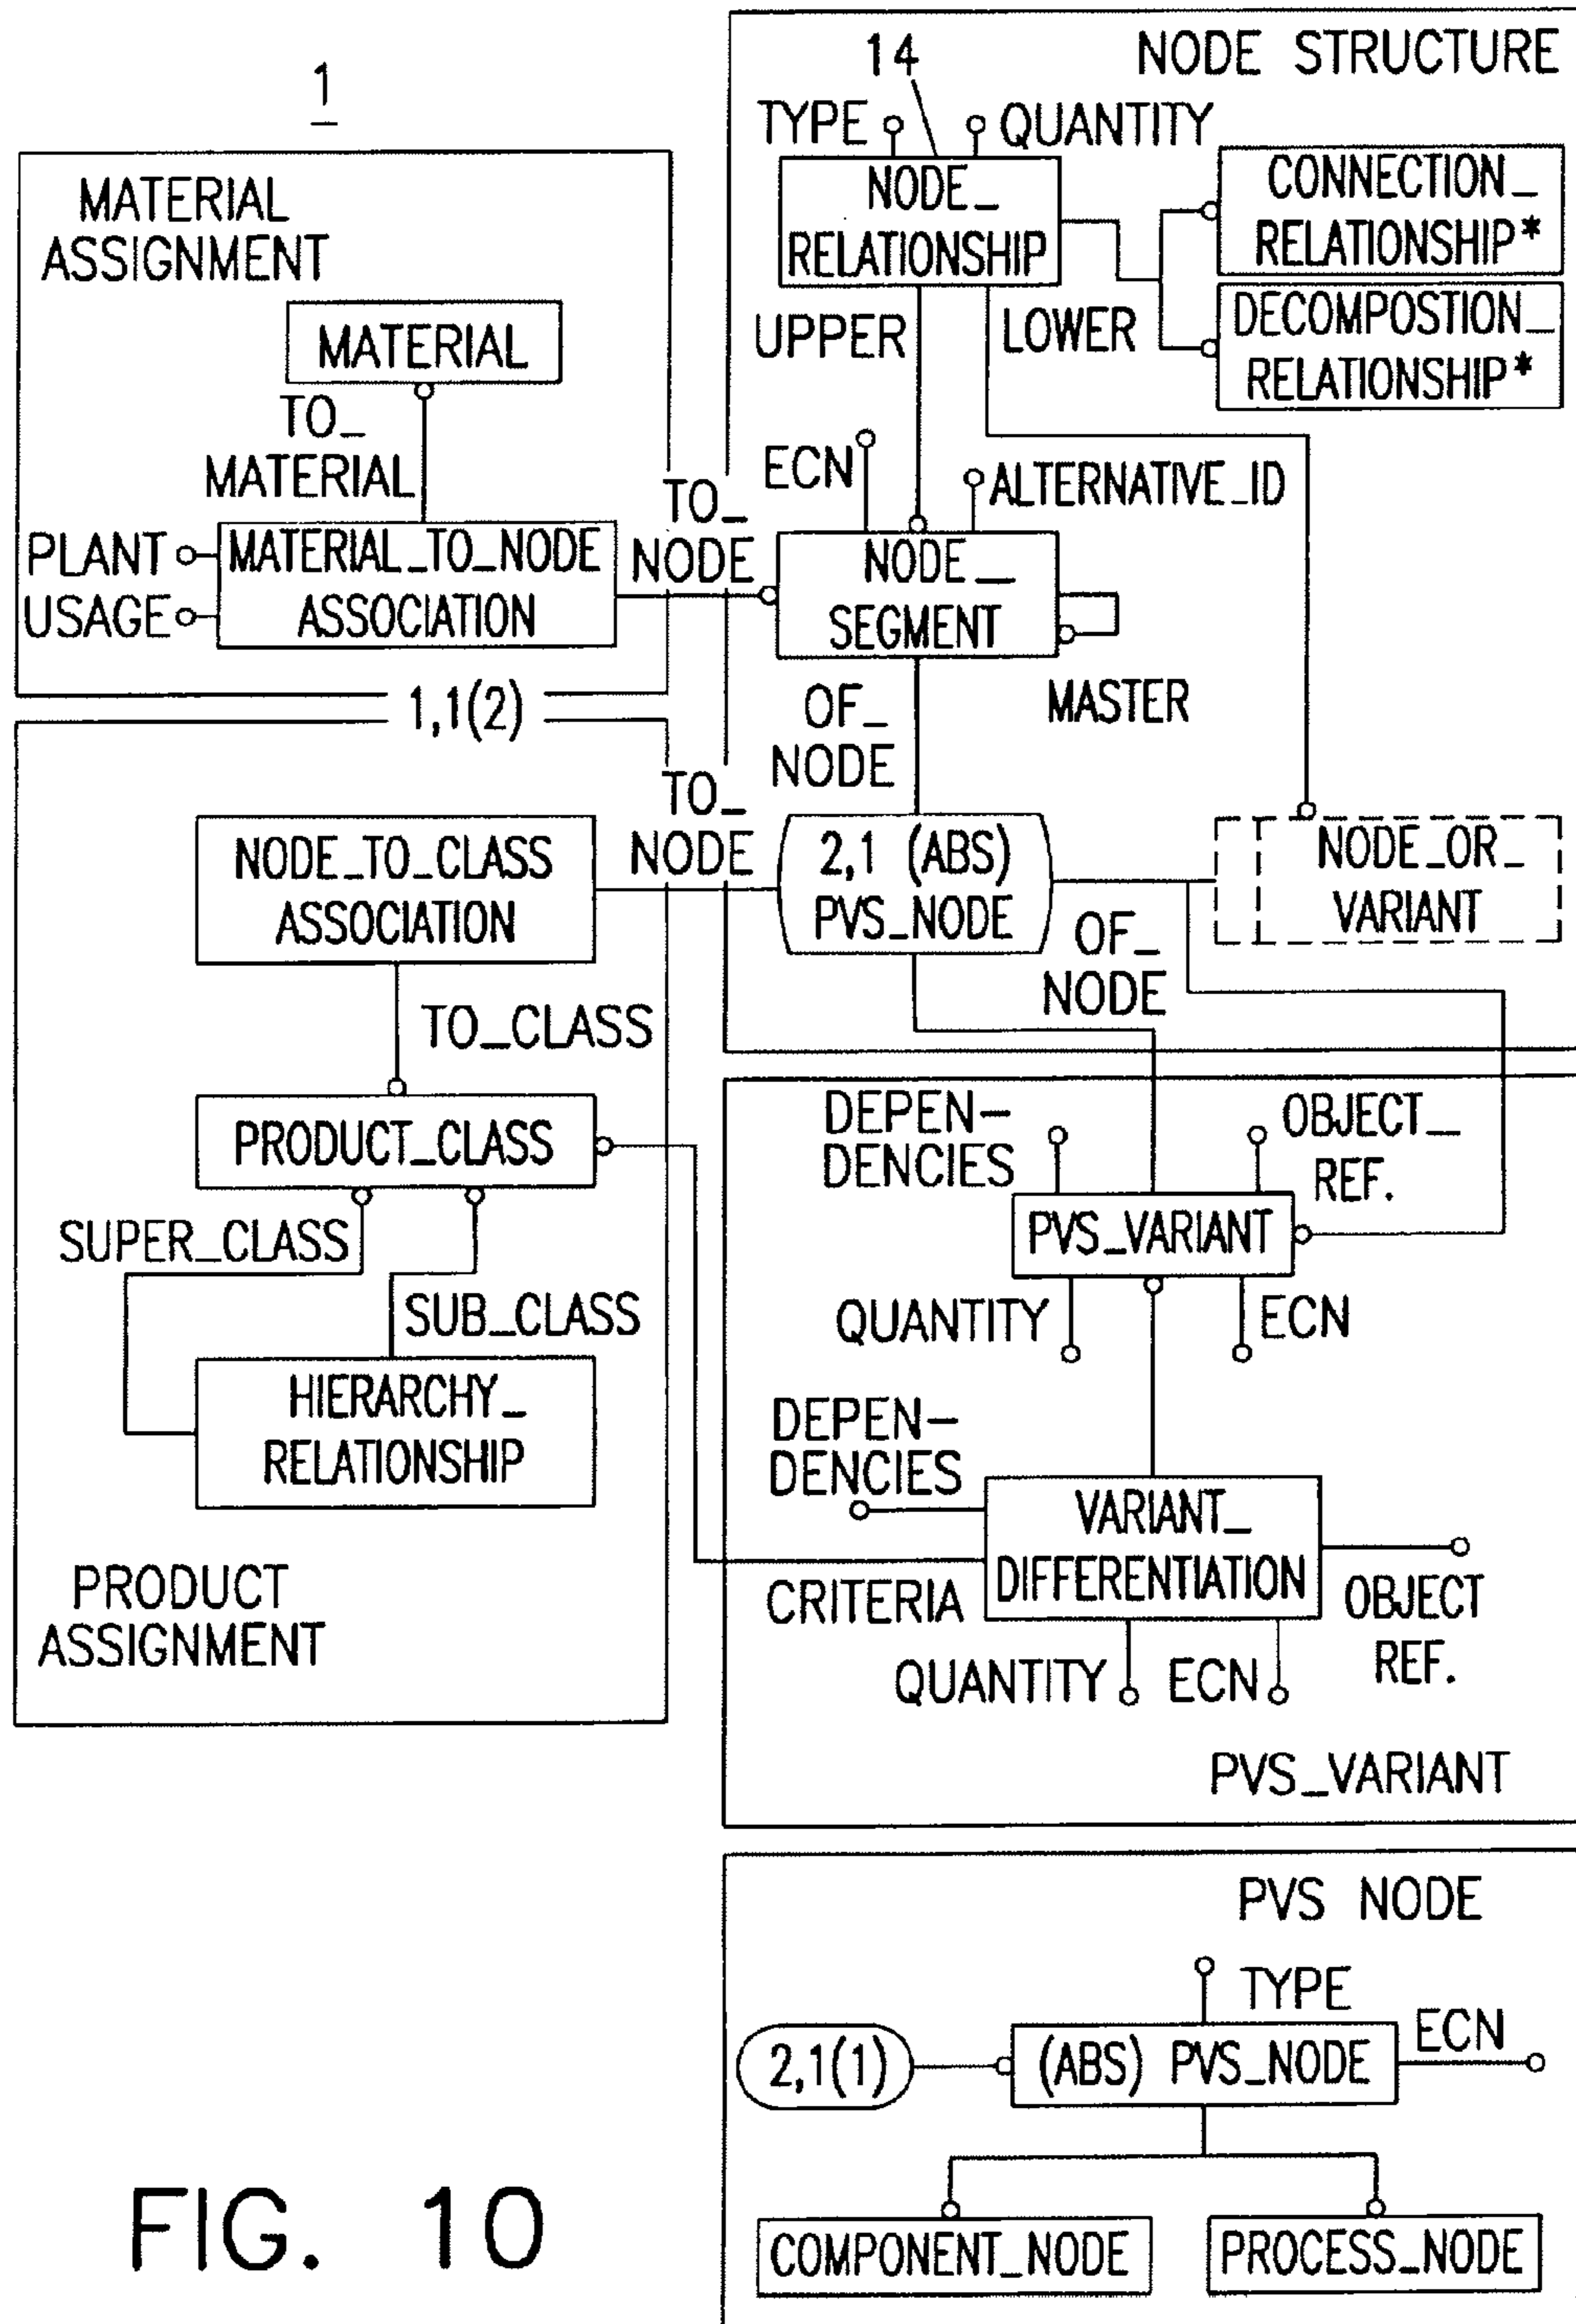 1
MATERIAL
ASSIGNMENT
MATERIAL
TO_
MATERIAL
PLANT
USAGE
MATERIAL_TO_NODE
ASSOCIATION
TO_
NODE
1,1(2)
NODE_TO_CLASS
ASSOCIATION
TO_
NODE
TO_CLASS
PRODUCT_CLASS
SUPER_CLASS
SUB_CLASS
HIERARCHY_
RELATIONSHIP
PRODUCT
ASSIGNMENT
NODE STRUCTURE
14
TYPE
QUANTITY
NODE_
RELATIONSHIP
CONNECTION_
RELATIONSHIP*
DECOMPOSTION_
RELATIONSHIP*
UPPER
LOWER
ECN
ALTERNATIVE_ID
NODE_
SEGMENT
MASTER
OF_
NODE
2,1 (ABS)
PVS_NODE
NODE_OR_
VARIANT
OF_
NODE
DEPEN-
DENCIES
OBJECT_
REF.
PVS_VARIANT
QUANTITY
ECN
DEPEN-
DENCIES
VARIANT_
DIFFERENTIATION
CRITERIA
OBJECT
REF.
QUANTITY
ECN
PVS_VARIANT
PVS NODE
TYPE
ECN
2,1(1)
(ABS) PVS_NODE
COMPONENT_NODE
PROCESS_NODE
FIG. 10